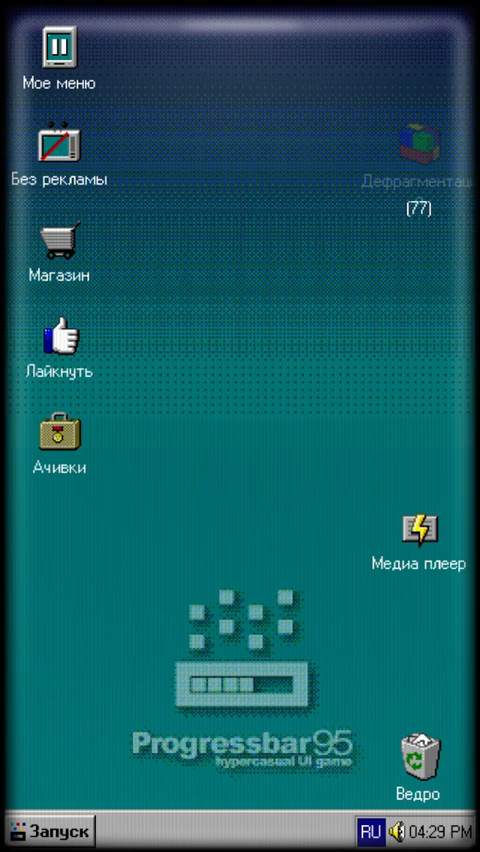 Мое меню
Без рекламы
Дефрагментац
(77)
Магазин
Лайкнуть
Ачивки
Медиа плеер
Progressbar95
hypercasual UI game
Ведро
Запуск
RU
04:29 PM